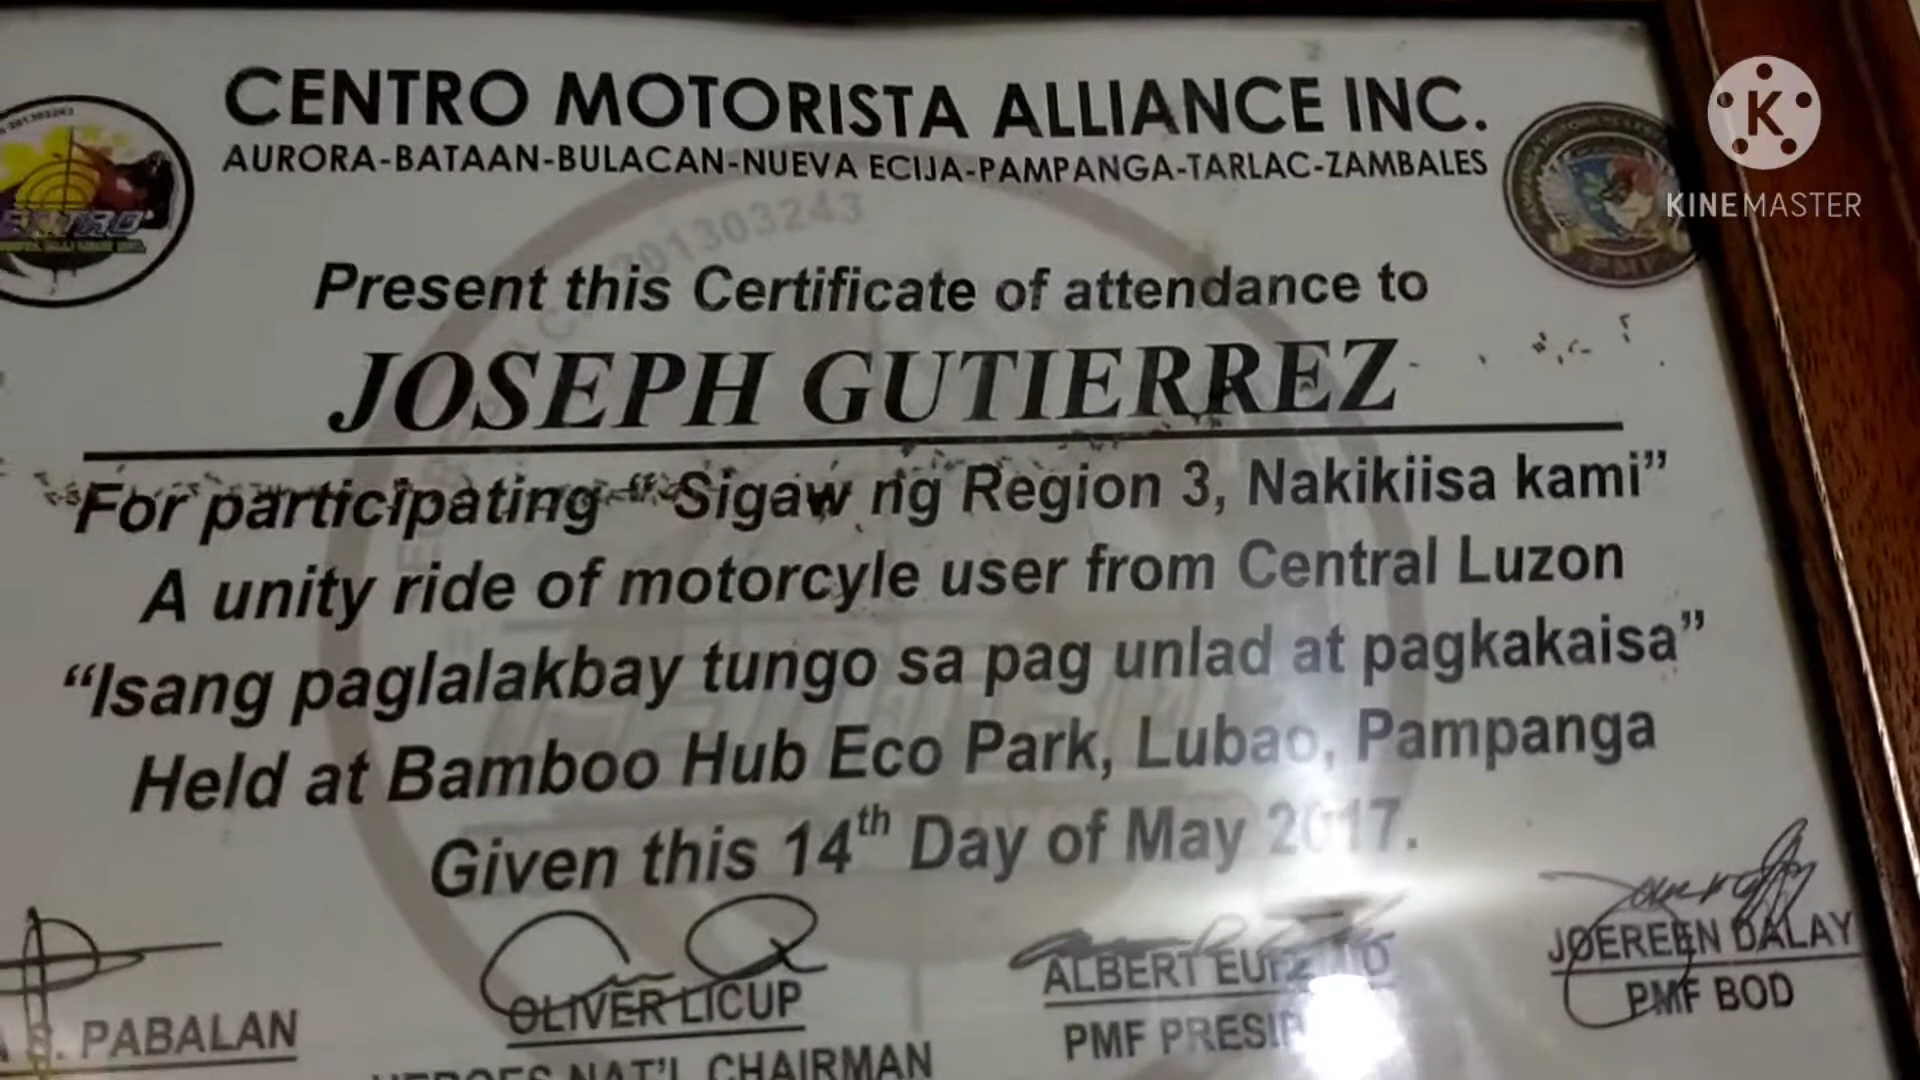 CENTRO MOTORISTA ALLIANCE INC.
AURORA-BATAAN-BULACAN-NUEVA ECIJA-PAMPANGA-TARLAC-ZAMBALES
K
KINEMASTER
201303243
Present this Certificate of attendance to
JOSEPH GUTIERREZ
For participating “ Sigaw ng Region 3, Nakikiisa kami”
A unity ride of motorcyle user from Central Luzon
“Isang paglalakbay tungo sa pag unlad at pagkakaisa”
Held at Bamboo Hub Eco Park, Lubao, Pampanga
Given this 14th Day of May 2017.
PABALAN
OLIVER LICUP
HEROES NAT'L CHAIRMAN
ALBERT
PMF
JOEREEN DALAY
PMF BOD